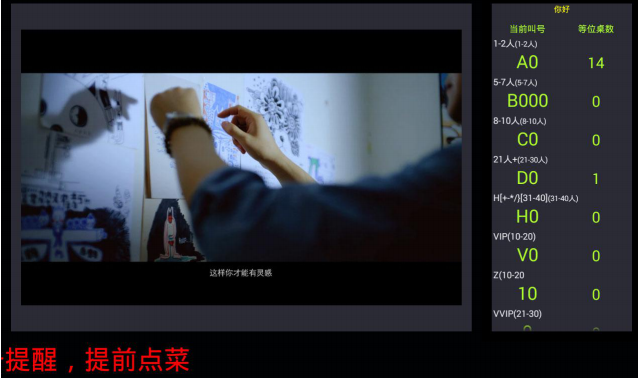 你好
当前叫号 等位桌数
1-2人(1-2人)
A0 14
5-7人(5-7人)
B000 0
8-10人(8-10人)
C0 0
21人+(21-30人)
D0 1
H[+-*/}[31-40](31-40人)
H0 0
VIP(10-20)
V0 0
Z(10-20
10 0
VVIP(21-30)
这样你才能有灵感
提醒，提前点菜